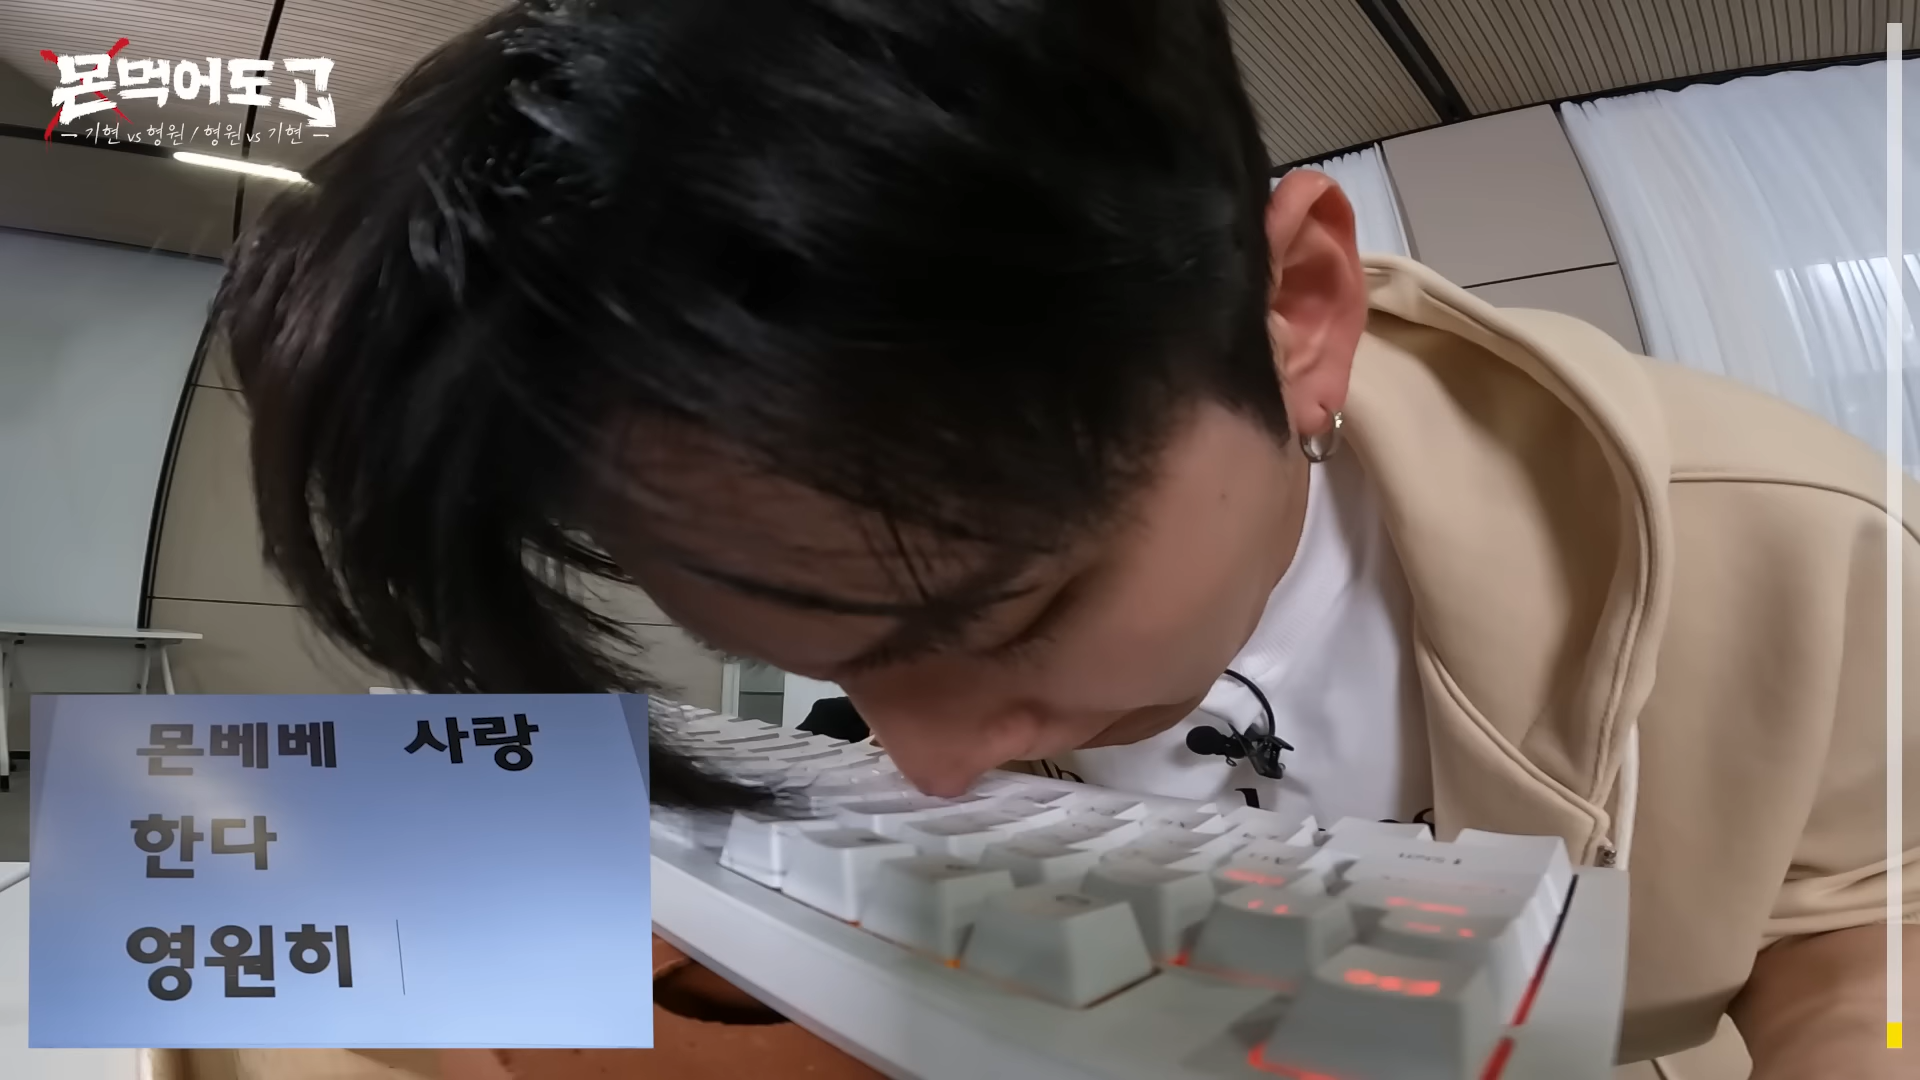 몬먹어도 고
기현 vs 형원 / 형원 vs 기현
몬베베 사랑
한다
영원히